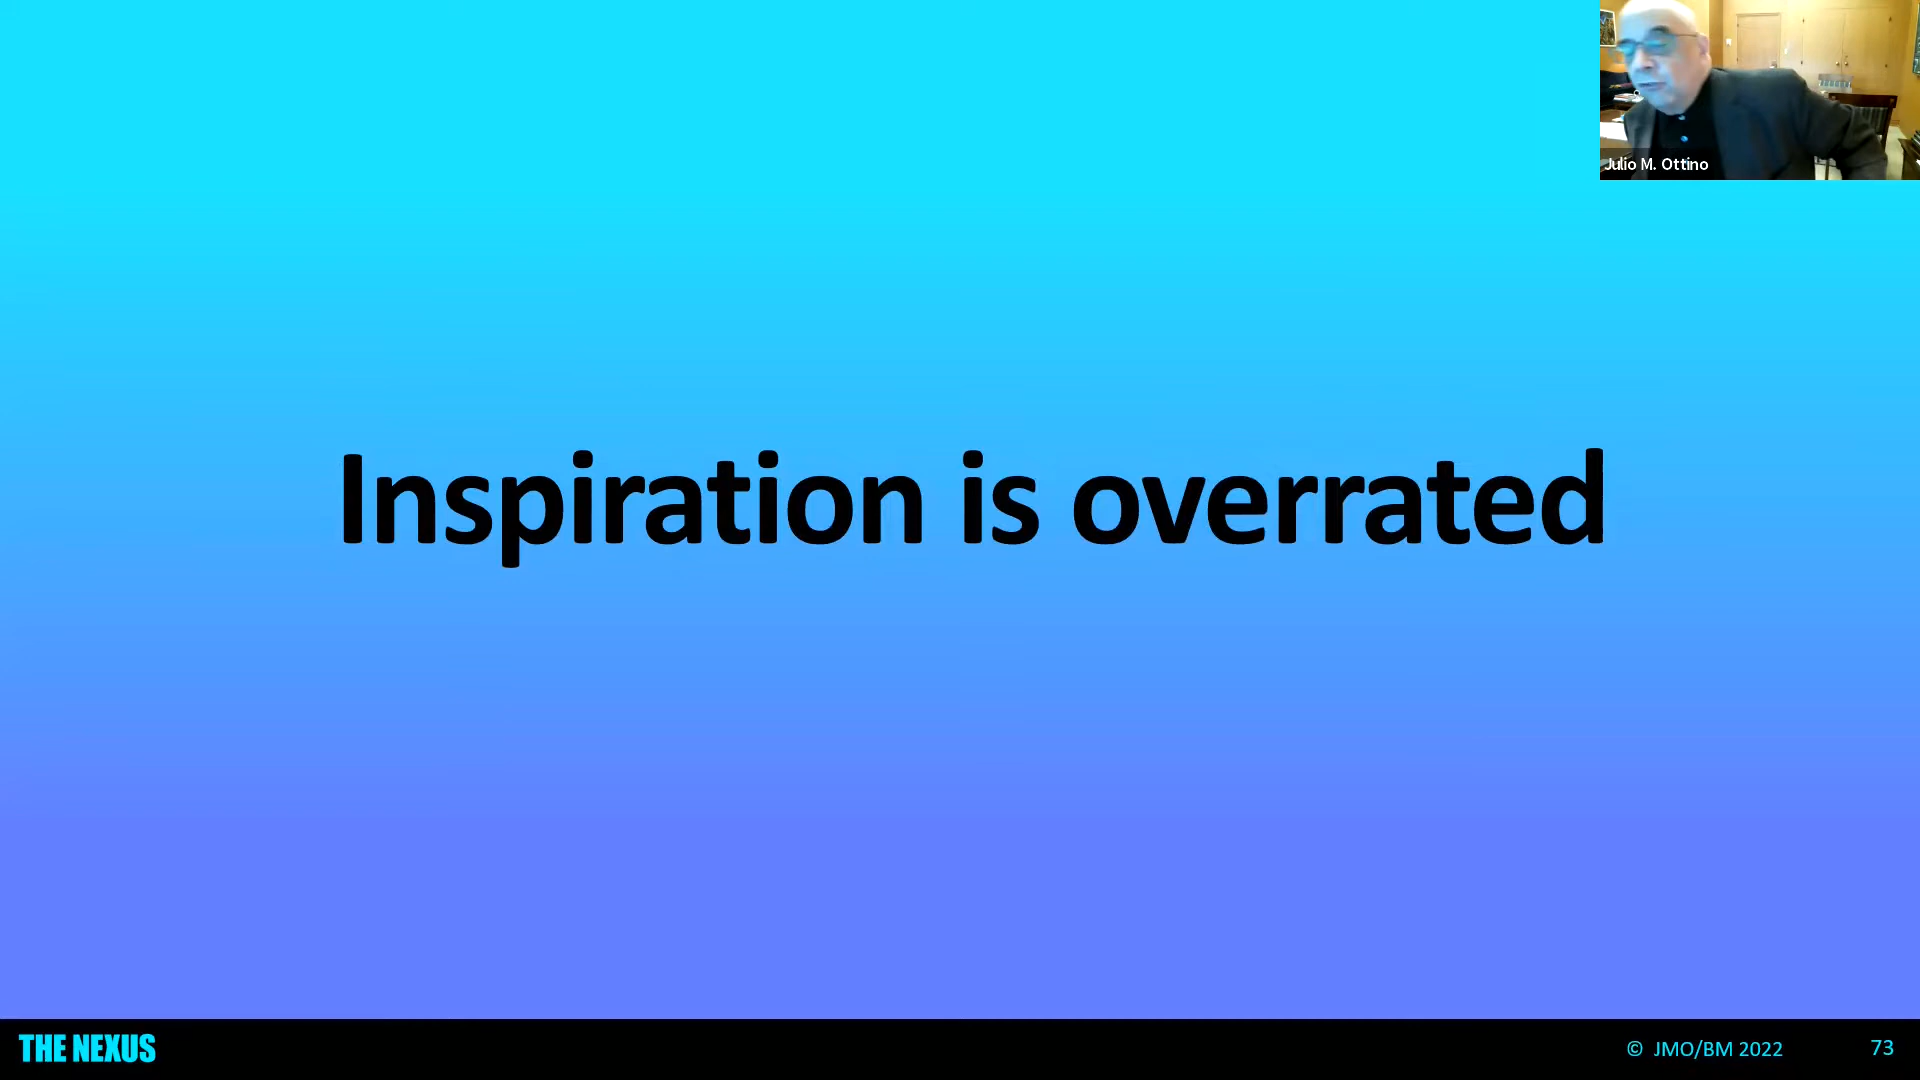 Julio M. Ottino
Inspiration is overrated
THE NEXUS
© JMO/BM 2022
73